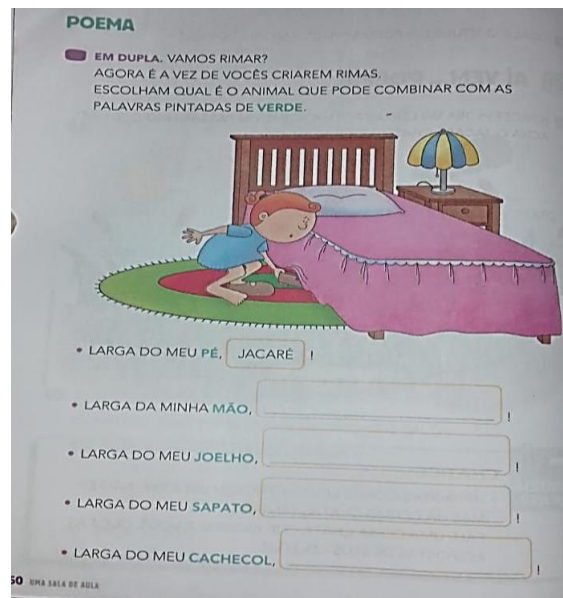 POEMA
EM DUPLA. VAMOS RIMAR?
AGORA É A VEZ DE VOCÊS CRIAREM RIMAS.
ESCOLHAM QUAL É O ANIMAL QUE PODE COMBINAR COM AS
PALAVRAS PINTADAS DE VERDE.
• LARGA DO MEU PÉ, JACARÉ !
• LARGA DA MINHA MÃO, !
• LARGA DO MEU JOELHO, !
• LARGA DO MEU SAPATO, !
• LARGA DO MEU CACHECOL, !
50 UMA SALA DE AULA